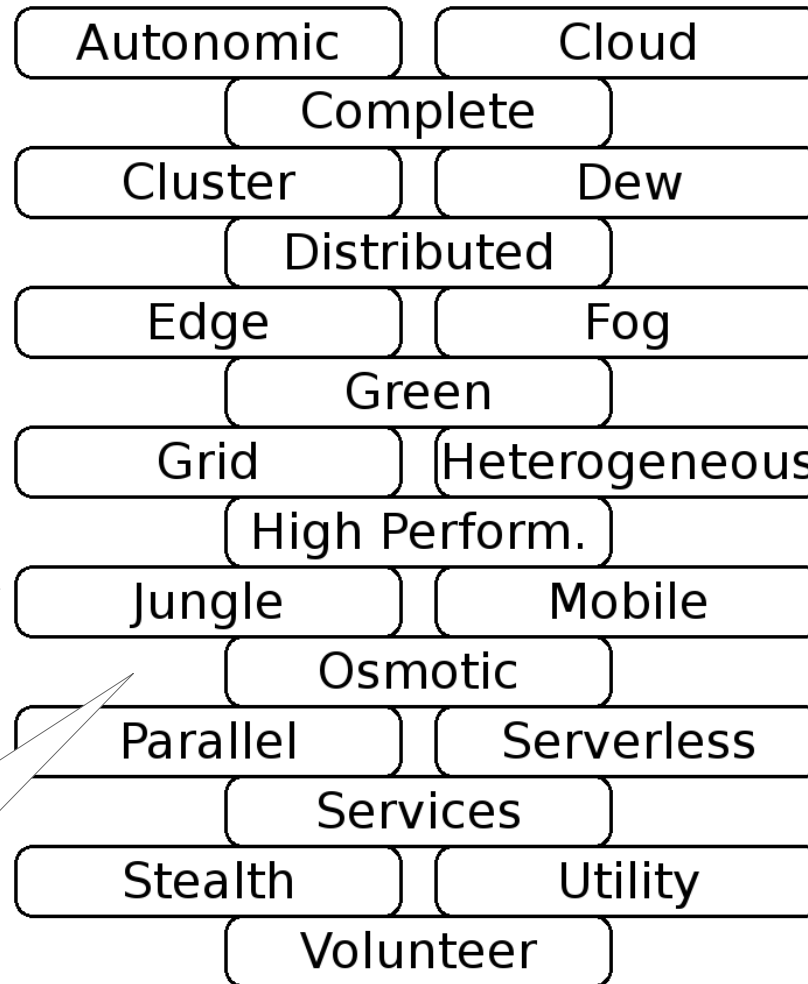 Autonomic Cloud
Complete
Cluster Dew
Distributed
Edge Fog
Green
Grid Heterogeneous
High Perform.
Jungle Mobile
Osmotic
Parallel Serverless
Services
Stealth Utility
Volunteer